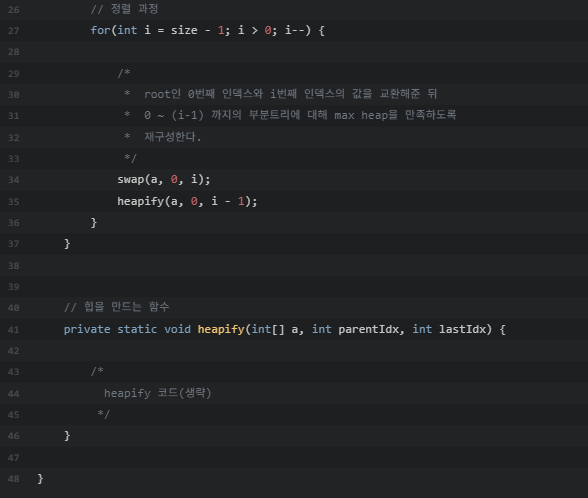 26 // 정렬 과정
27 for(int i = size - 1; i > 0; i--) {
28
29 /*
30 * root인 0번째 인덱스와 i번째 인덱스의 값을 교환해준 뒤
31 * 0 ~ (i-1) 까지의 부분트리에 대해 max heap을 만족하도록
32 * 재구성한다.
33 */
34 swap(a, 0, i);
35 heapify(a, 0, i - 1);
36 }
37 }
38
39
40 // 힙을 만드는 함수
41 private static void heapify(int[] a, int parentIdx, int lastIdx) {
42
43 /*
44 heapify 코드(생략)
45 */
46 }
47
48 }